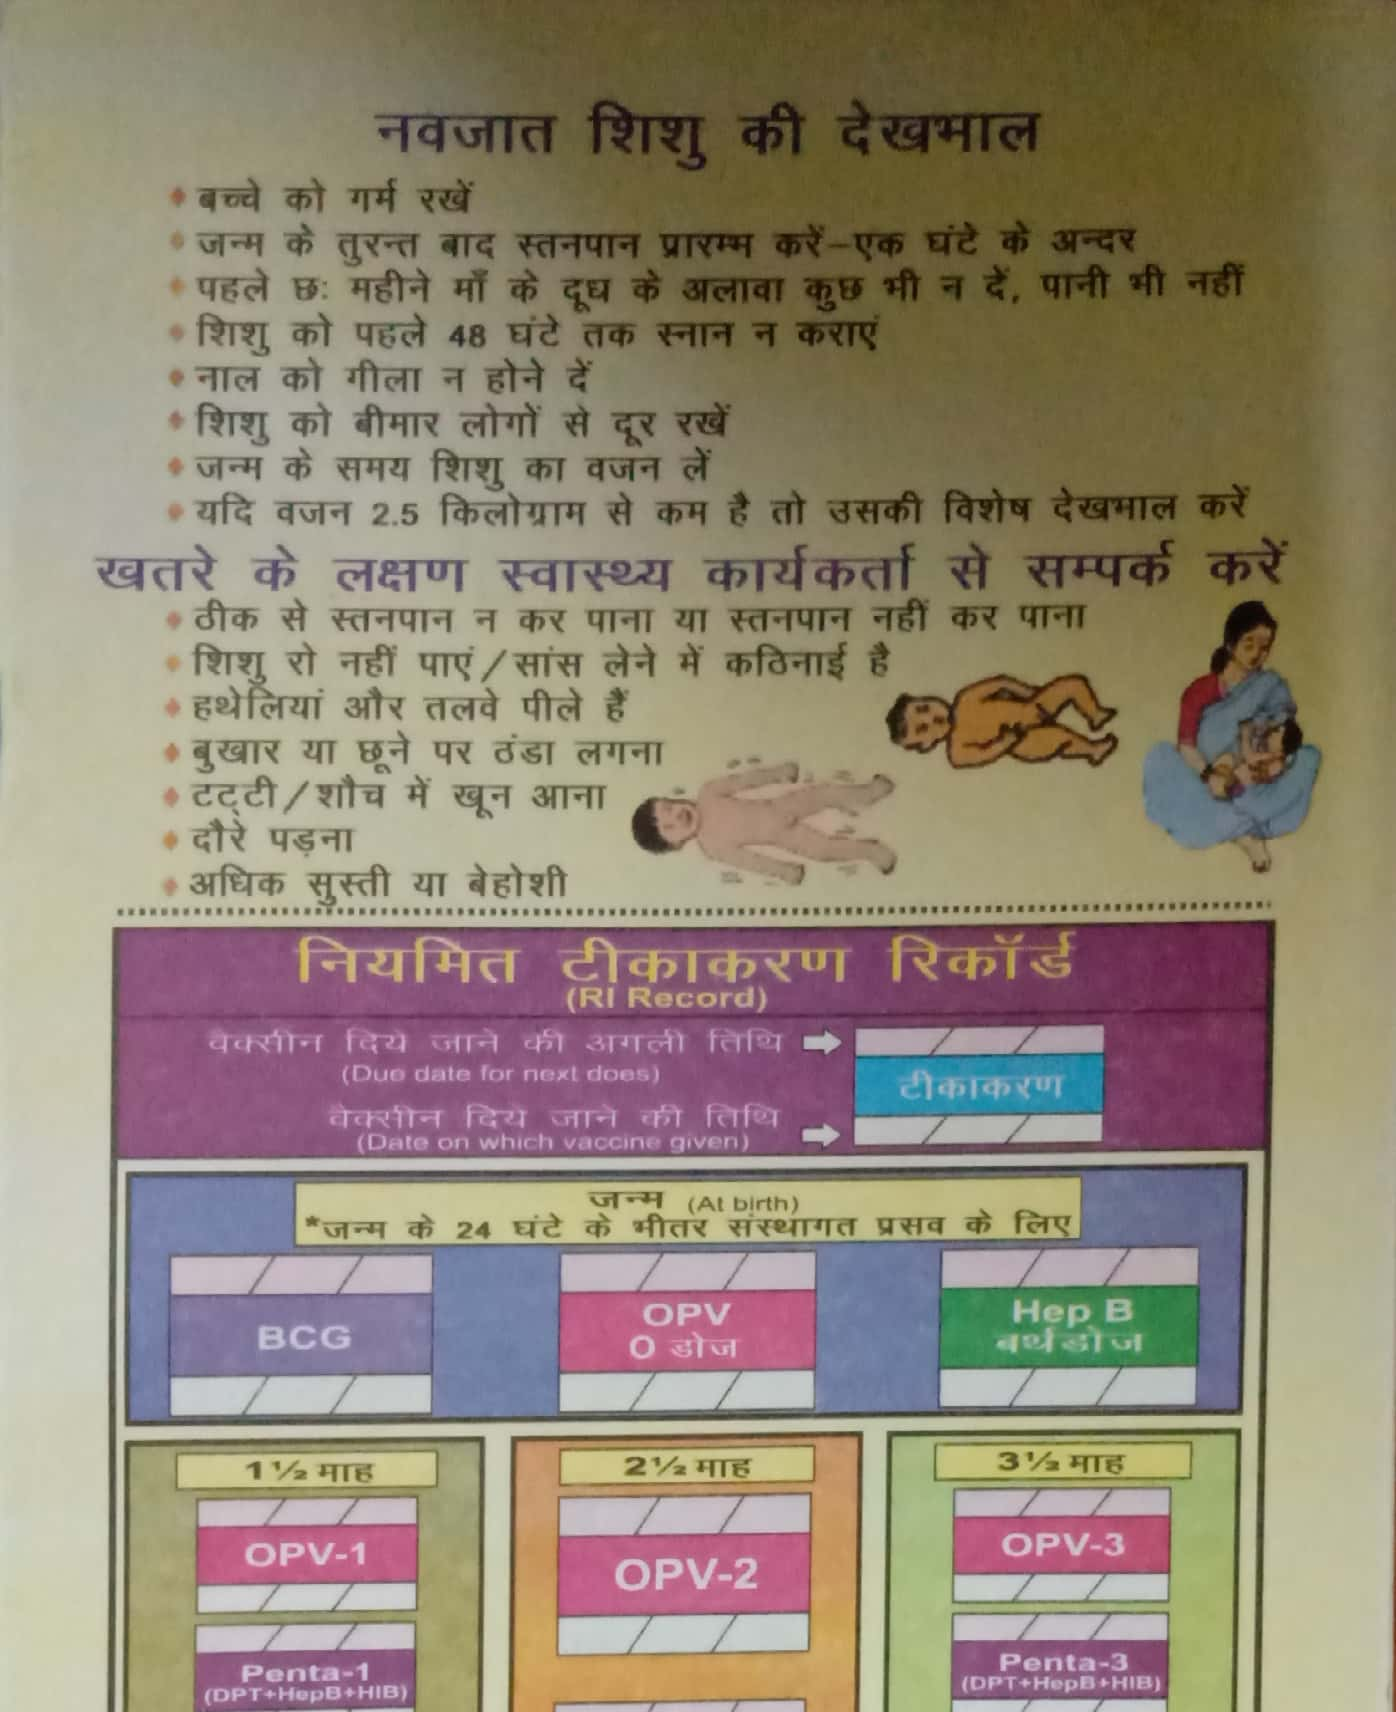 नवजात शिशु की देखभाल
बच्चे को गर्म रखें
जन्म के तुरन्त बाद स्तनपान प्रारम्भ करें–एक घंटे के अन्दर
पहले छः महीने माँ के दूध के अलावा कुछ भी न दें, पानी भी नहीं
शिशु को पहले 48 घंटे तक स्नान न कराएं
नाल को गीला न होने दें
शिशु को बीमार लोगों से दूर रखें
जन्म के समय शिशु का वजन लें
यदि वजन 2.5 किलोग्राम से कम है तो उसकी विशेष देखभाल करें
खतरे के लक्षण स्वास्थ्य कार्यकर्ता से सम्पर्क करें
ठीक से स्तनपान न कर पाना या स्तनपान नहीं कर पाना
शिशु रो नहीं पाएं/सांस लेने में कठिनाई है
हथेलियां और तलवे पीले हैं
बुखार या छूने पर ठंडा लगना
टट्टी/शौच में खून आना
दौरे पड़ना
अधिक सुस्ती या बेहोशी
नियमित टीकाकरण रिकॉर्ड
(RI Record)
वैक्सीन दिये जाने की अगली तिथि
(Due date for next does)
टीकाकरण
वैक्सीन दिये जाने की तिथि
(Date on which vaccine given)
जन्म (At birth)
*जन्म के 24 घंटे के भीतर संस्थागत प्रसव के लिए
BCG
OPV
0 डोज
Hep B
बर्थडोज
1½ माह
2½ माह
3½ माह
OPV-1
OPV-2
OPV-3
Penta-1
(DPT+HepB+HIB)
Penta-3
(DPT+HepB+HIB)